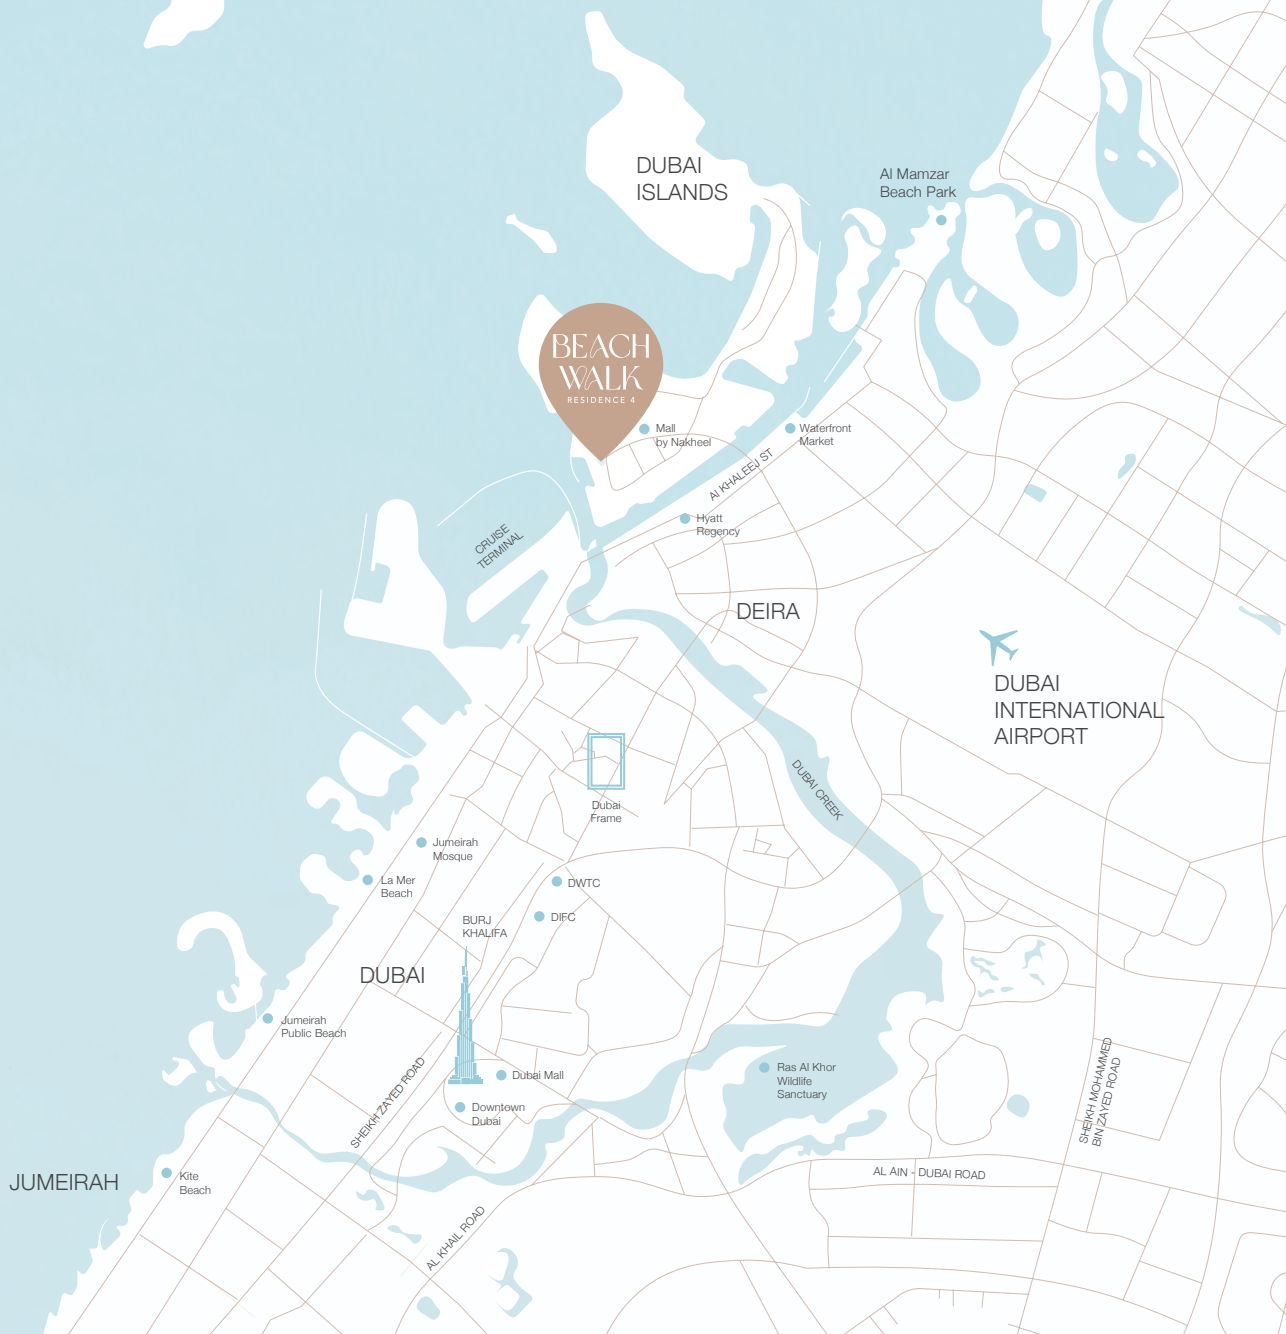 DUBAI
ISLANDS
Al Mamzar
Beach Park
BEACH
WALK
RESIDENCE 4
Mall
by Nakheel
Waterfront
Market
Al KHALEEJ ST
Hyatt
Regency
CRUISE
TERMINAL
DEIRA
DUBAI
INTERNATIONAL
AIRPORT
DUBAI CREEK
Dubai
Frame
Jumeirah
Mosque
La Mer
Beach
DWTC
DIFC
BURJ
KHALIFA
DUBAI
Jumeirah
Public Beach
SHEIKH ZAYED ROAD
Dubai Mall
Downtown
Dubai
Ras Al Khor
Wildlife
Sanctuary
SHEIKH MOHAMMED
BIN ZAYED ROAD
AL AIN - DUBAI ROAD
JUMEIRAH
Kite
Beach
AL KHAIL ROAD